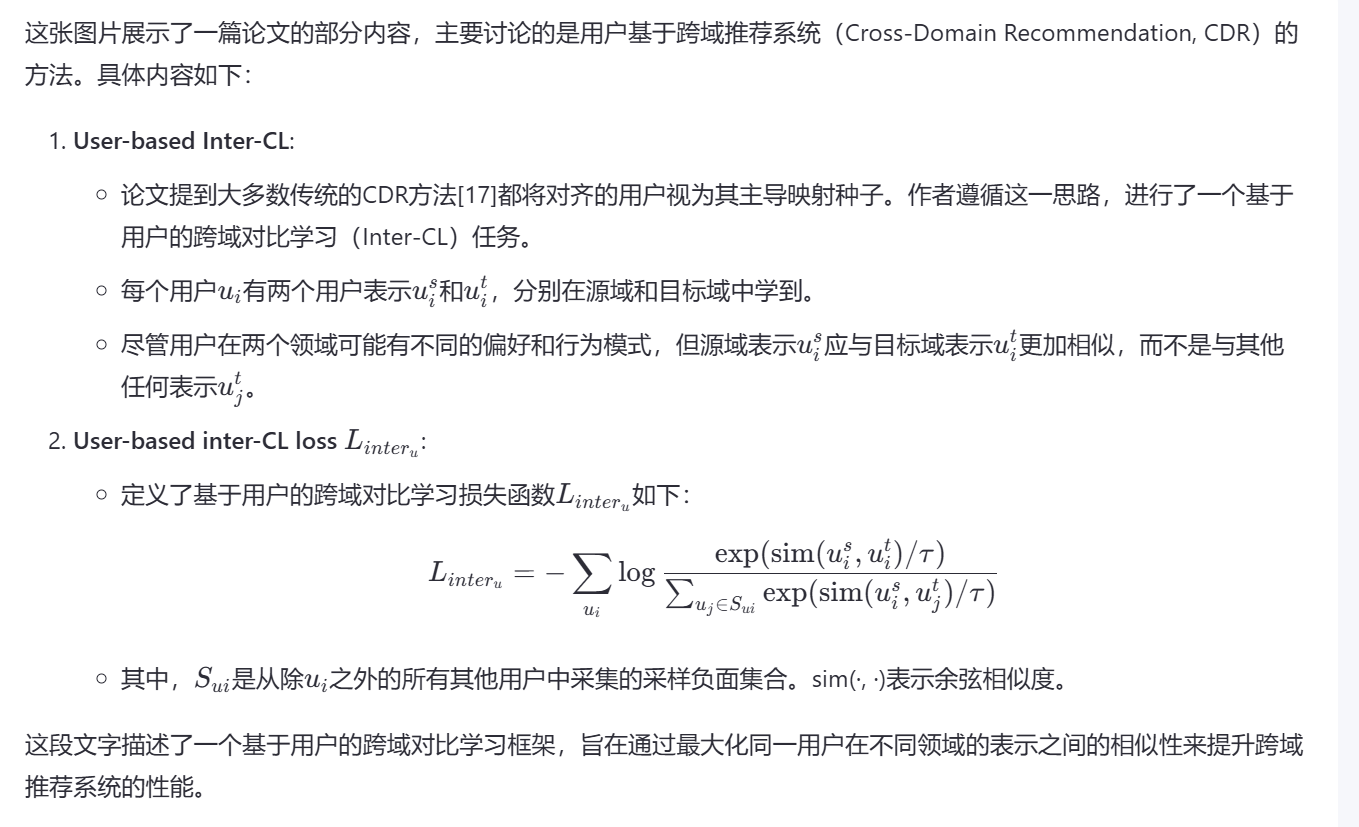 这张图片展示了一篇论文的部分内容，主要讨论的是用户基于跨域推荐系统（Cross-Domain Recommendation, CDR）的
方法。具体内容如下：
1. User-based Inter-CL:
○ 论文提到大多数传统的CDR方法[17]都将对齐的用户视为其主导映射种子。作者遵循这一思路，进行了一个基于
用户的跨域对比学习（Inter-CL）任务。
○ 每个用户$u_i$有两个用户表示$u_i^s$和$u_i^t$，分别在源域和目标域中学到。
○ 尽管用户在两个领域可能有不同的偏好和行为模式，但源域表示$u_i^s$应与目标域表示$u_i^t$更加相似，而不是与其他
任何表示$u_j^t$。
2. User-based inter-CL loss $L_{inter_u}$:
○ 定义了基于用户的跨域对比学习损失函数$L_{inter_u}$如下：
$L_{inter_u} = -\sum_{u_i} \log \frac{\exp(\text{sim}(u_i^s, u_i^t)/\tau)}{\sum_{u_j \in S_{ui}} \exp(\text{sim}(u_i^s, u_j^t)/\tau)}$
○ 其中，$S_{ui}$是从除$u_i$之外的所有其他用户中采集的采样负面集合。sim(·, ·)表示余弦相似度。
这段文字描述了一个基于用户的跨域对比学习框架，旨在通过最大化同一用户在不同领域的表示之间的相似性来提升跨域
推荐系统的性能。